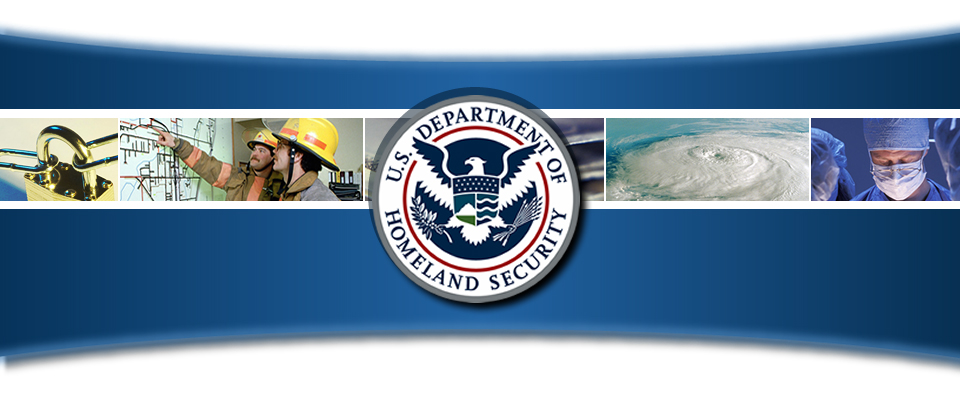 U.S. DEPARTMENT OF
HOMELAND SECURITY